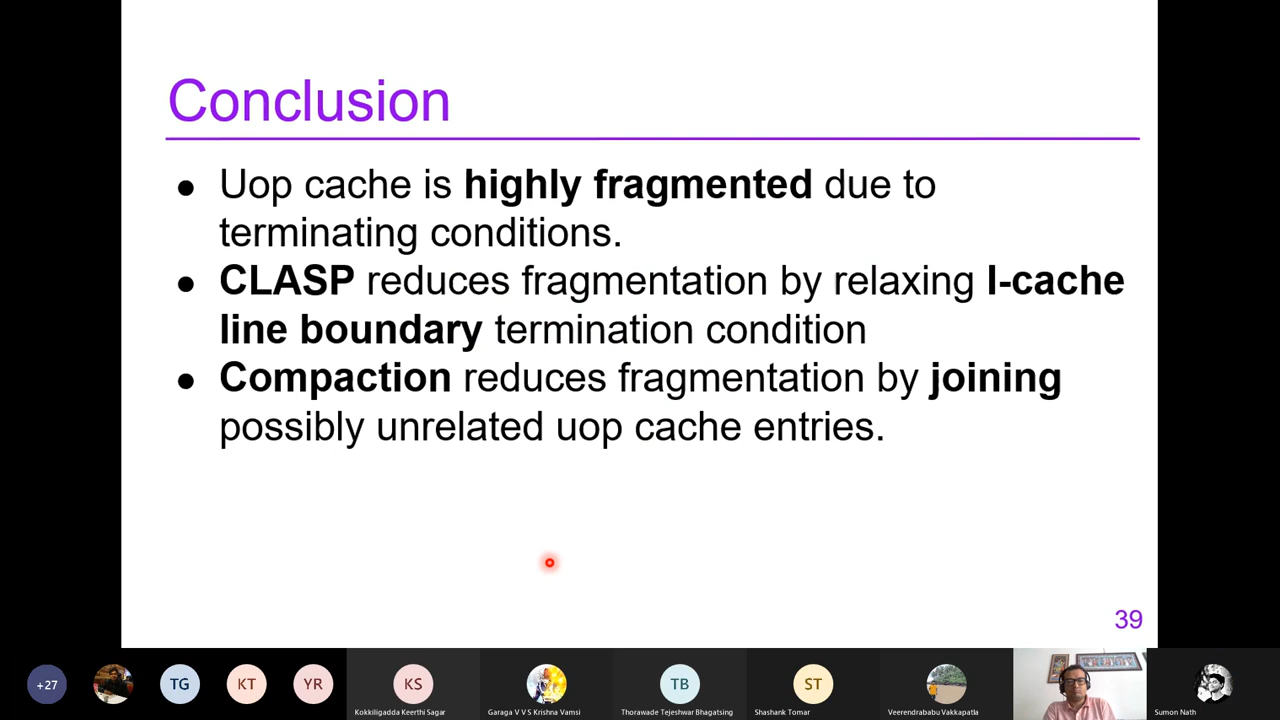 Conclusion
● Uop cache is highly fragmented due to
terminating conditions.
● CLASP reduces fragmentation by relaxing I-cache
line boundary termination condition
● Compaction reduces fragmentation by joining
possibly unrelated uop cache entries.
39
+27
TG
KT
YR
KS
TB
ST
Kokkiligadda Keerthi Sagar
Garaga V V S Krishna Vamsi
Thorawade Tejeshwar Bhagatsing
Shashank Tomar
Veerendrababu Vakkapatla
Sumon Nath